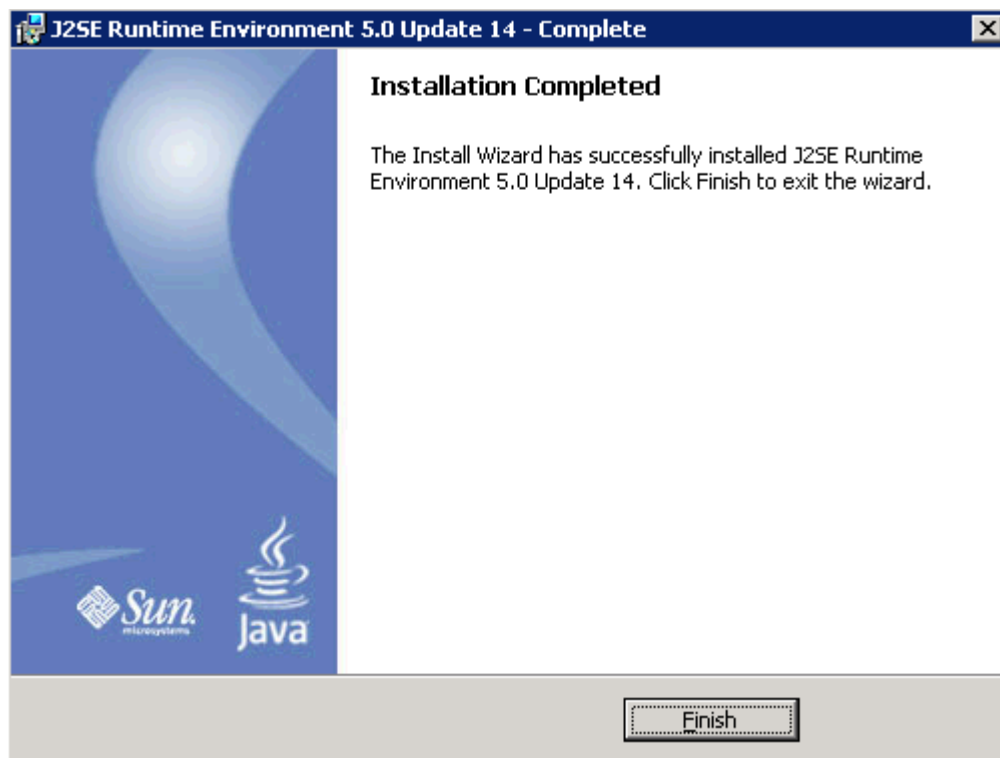 J2SE Runtime Environment 5.0 Update 14 - Complete
Installation Completed
The Install Wizard has successfully installed J2SE Runtime
Environment 5.0 Update 14. Click Finish to exit the wizard.
Sun
microsystems
Java
Finish